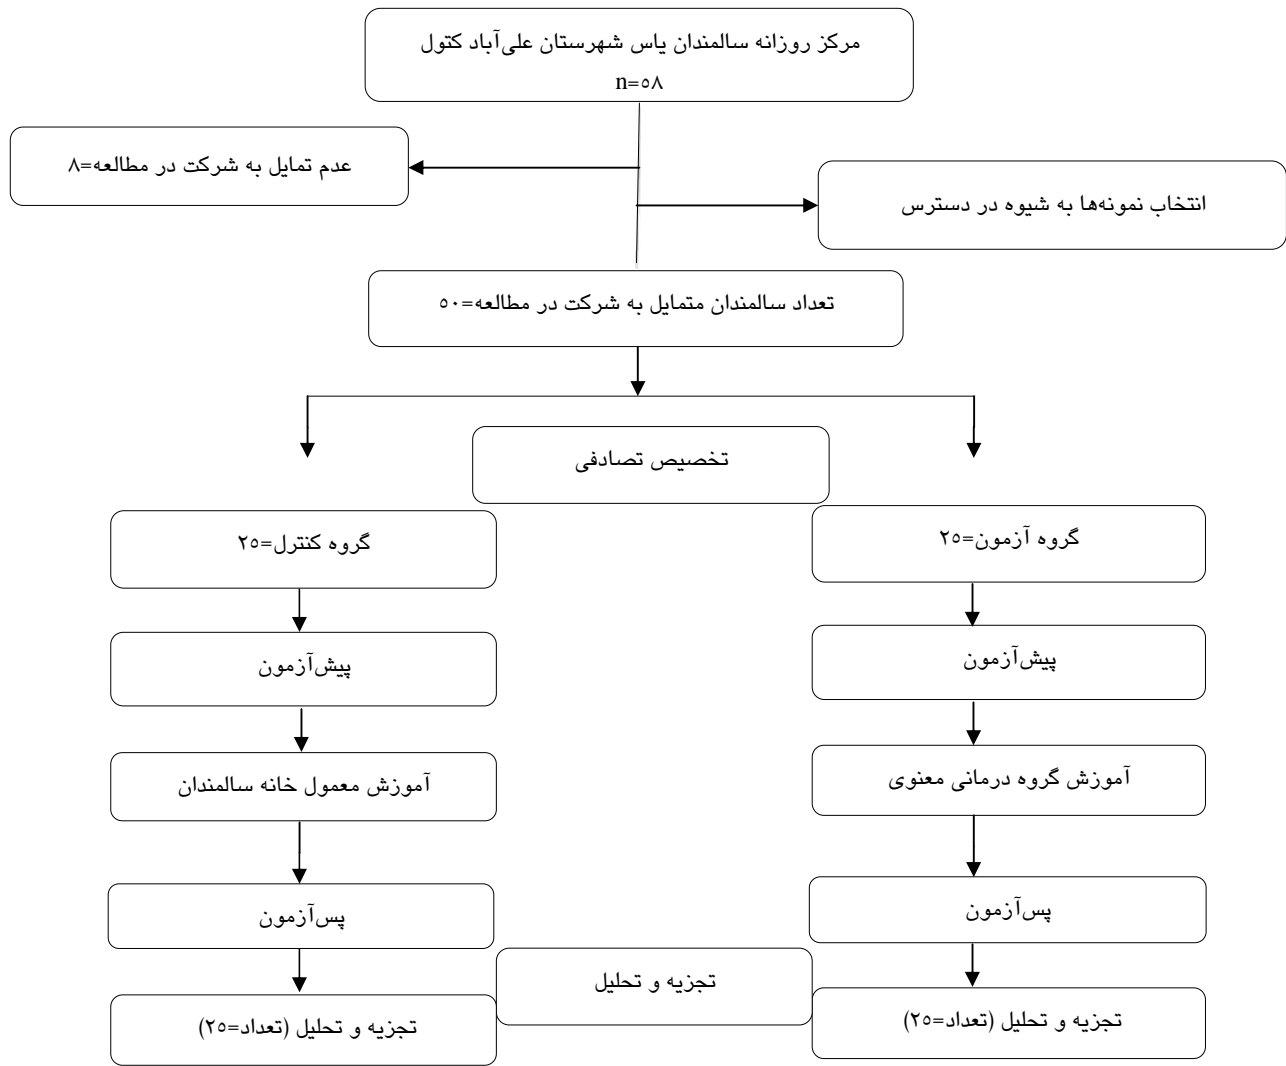 مرکز روزانه سالمندان یاس شهرستان علی‌آباد کتول
n=۵۸
عدم تمایل به شرکت در مطالعه=۸
انتخاب نمونه‌ها به شیوه در دسترس
تعداد سالمندان متمایل به شرکت در مطالعه=۵۰
تخصیص تصادفی
گروه آزمون=۲۵
گروه کنترل=۲۵
پیش‌آزمون
پیش‌آزمون
آموزش گروه درمانی معنوی
آموزش معمول خانه سالمندان
پس‌آزمون
پس‌آزمون
تجزیه و تحلیل
تجزیه و تحلیل (تعداد=۲۵)
تجزیه و تحلیل (تعداد=۲۵)